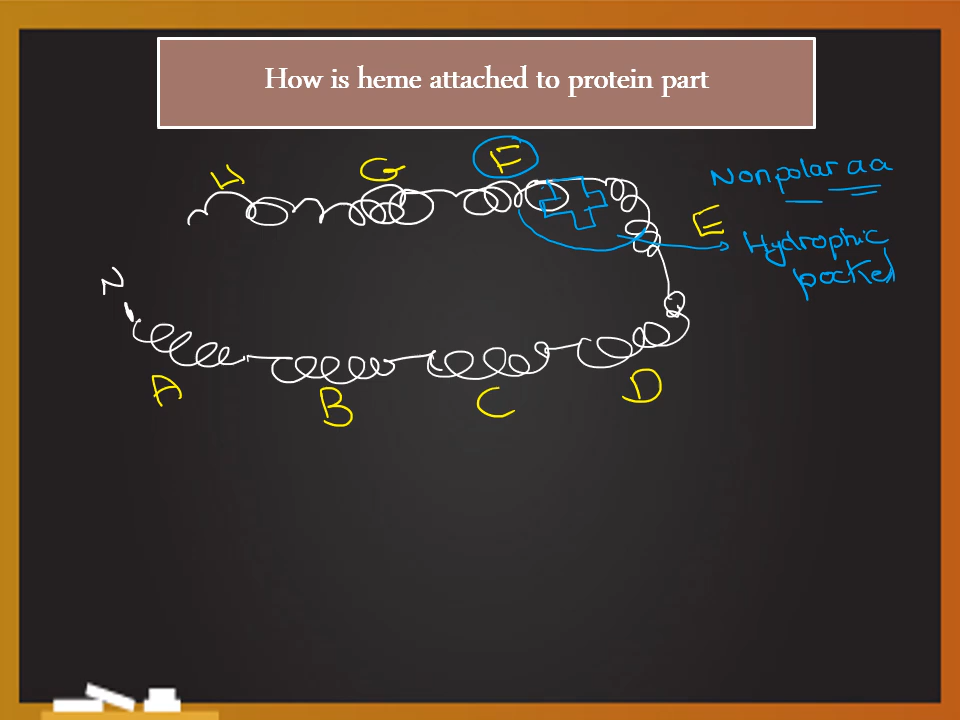 How is heme attached to protein part
H G F
Nonpolar aa
E
Hydrophic
pocket
N
A B C D